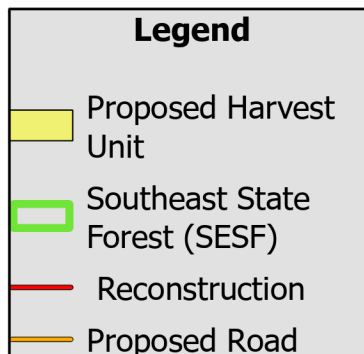 Legend
Proposed Harvest
Unit
Southeast State
Forest (SESF)
Reconstruction
Proposed Road